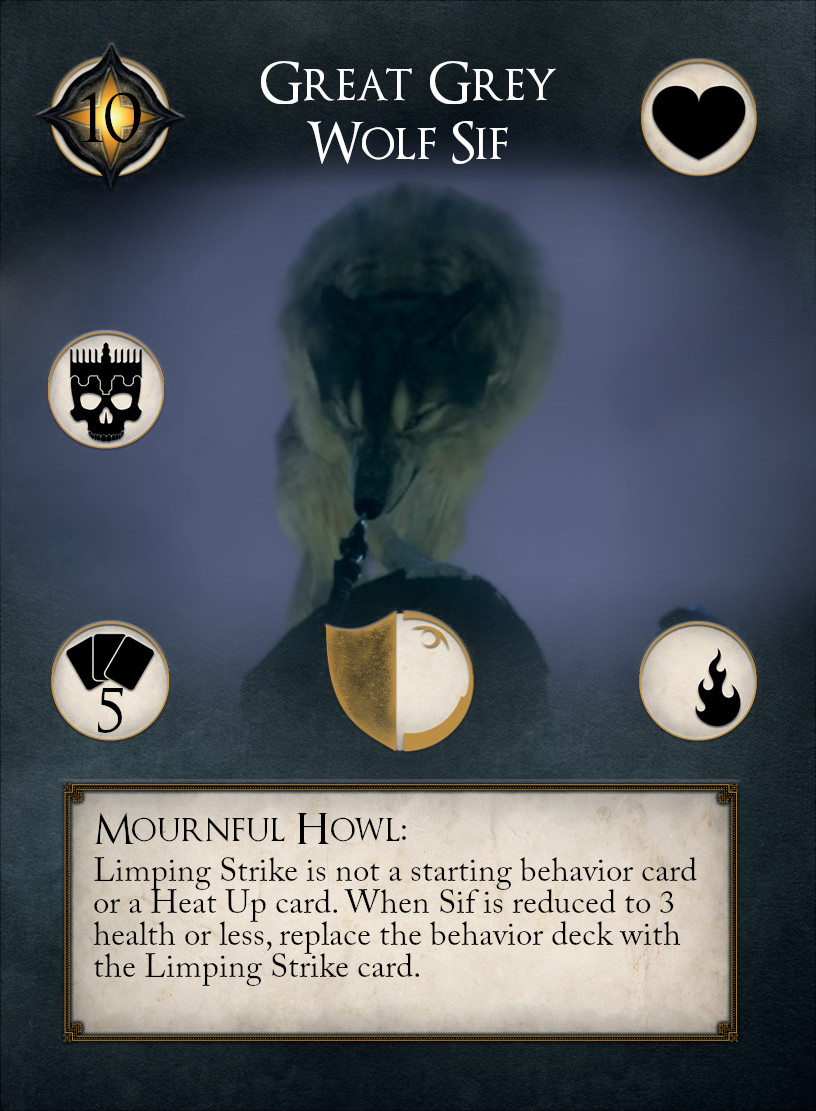 10
Great Grey
Wolf Sif
5
Mournful Howl:
Limping Strike is not a starting behavior card
or a Heat Up card. When Sif is reduced to 3
health or less, replace the behavior deck with
the Limping Strike card.